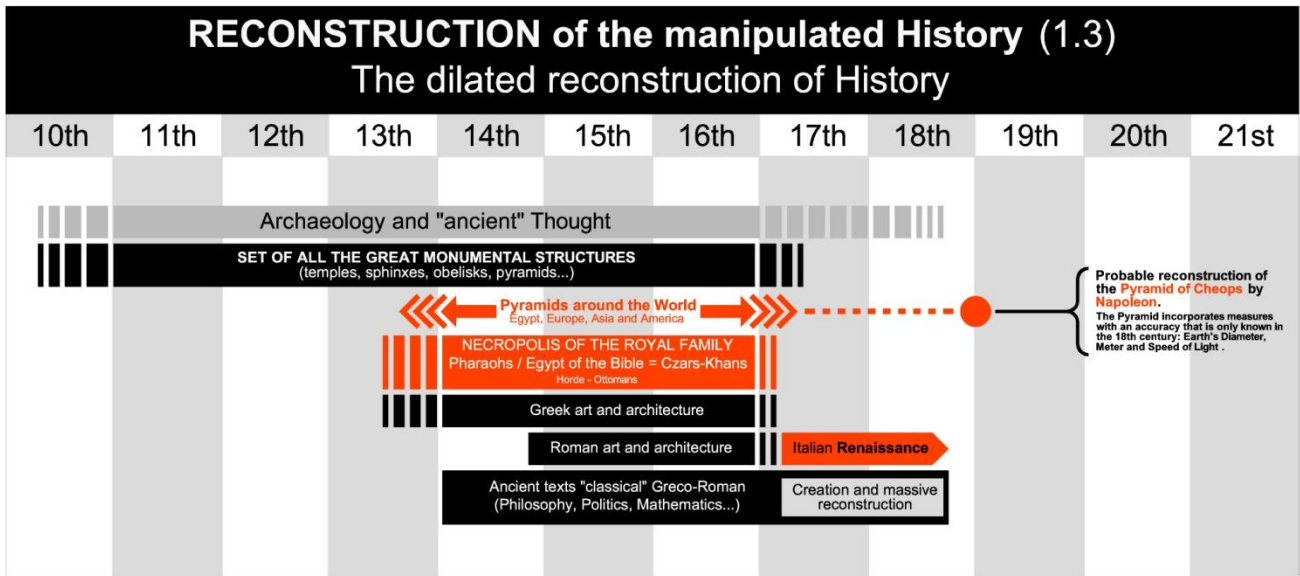 RECONSTRUCTION of the manipulated History (1.3)
The dilated reconstruction of History
10th 11th 12th 13th 14th 15th 16th 17th 18th 19th 20th 21st
Archaeology and "ancient" Thought
SET OF ALL THE GREAT MONUMENTAL STRUCTURES
(temples, sphinxes, obelisks, pyramids...)
Pyramids around the World
Egypt, Europe, Asia and America
Probable reconstruction of
the Pyramid of Cheops by
Napoleon.
The Pyramid incorporates measures
with an accuracy that is only known in
the 18th century: Earth's Diameter,
Meter and Speed of Light .
NECROPOLIS OF THE ROYAL FAMILY
Pharaohs / Egypt of the Bible = Czars-Khans
Horde - Ottomans
Greek art and architecture
Roman art and architecture
Italian Renaissance
Ancient texts "classical" Greco-Roman
(Philosophy, Politics, Mathematics...)
Creation and massive
reconstruction